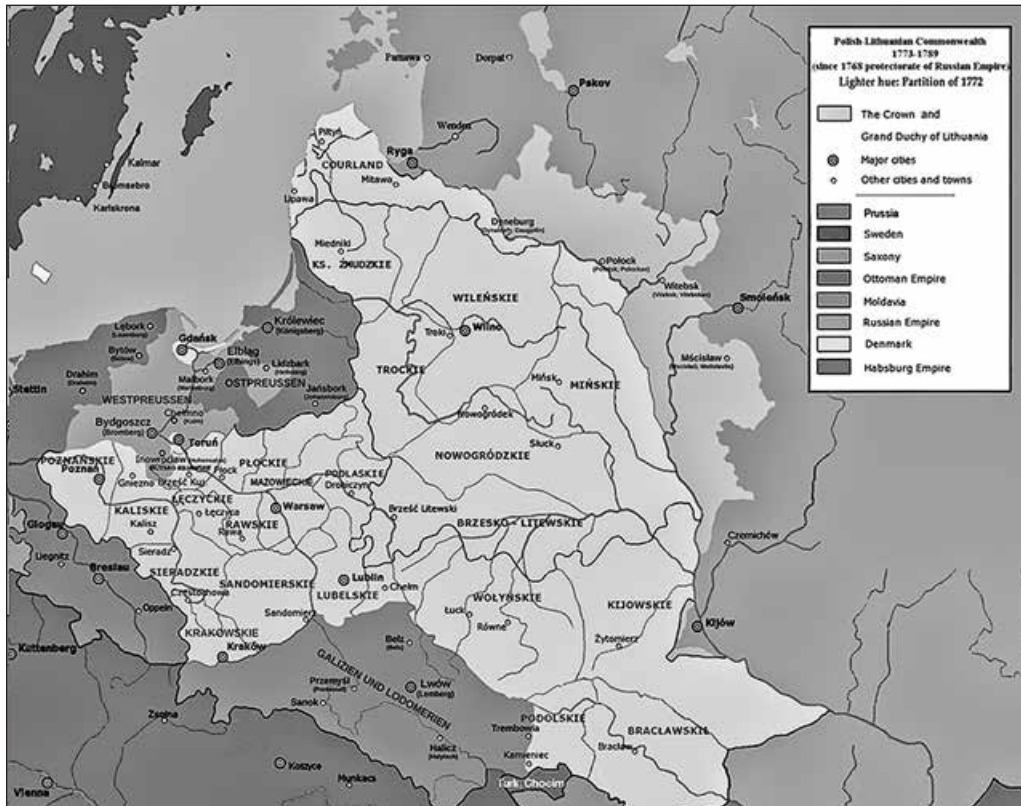 Polish-Lithuanian Commonwealth
1773-1789
(since 1768 protectorate of Russian Empire)
Lighter hue: Partition of 1772
The Crown and
Grand Duchy of Lithuania
Major cities
Other cities and towns
Prussia
Sweden
Saxony
Ottoman Empire
Moldavia
Russian Empire
Denmark
Habsburg Empire
Parnawa
Dorpat
Pskov
Wenden
Piltyń
Ryga
COURLAND
Mitawa
Lipawa
Kalmar
Karlskrona
Dyneburg
Miedniki
KS. ŻMUDZKIE
Połock
Witebsk
Smoleńsk
WILEŃSKIE
Wilno
Troki
Królewiec
(Königsberg)
Lębork
Bytów
Gdańsk
Elbląg
Lidzbark
Malbork
OSTPREUSSEN
Jańsbork
Drahim
Stettin
WESTPREUSSEN
Chełmno
(Kulm)
Bydgoszcz
(Bromberg)
Toruń
TROCKIE
Mińsk
MIŃSKIE
Mścisław
Nowogródek
Słuck
NOWOGRÓDZKIE
POZNAŃSKIE
Poznań
Inowrocław
Gniezno
Brześć Kuj
Płock
PŁOCKIE
MAZOWIECKIE
PODLASKIE
Drohiczyn
Brześć Litewski
BRZESKO - LITEWSKIE
Czernichów
KALISKIE
Kalisz
ŁĘCZYCKIE
Łęczyca
RAWSKIE
Rawa
Warsaw
Glogau
Liegnitz
Breslau
Oppeln
Sieradz
SIERADZKIE
Częstochowa
SANDOMIERSKIE
Sandomierz
Lublin
LUBELSKIE
Chełm
WOŁYŃSKIE
Łuck
Równe
KIJOWSKIE
Żytomierz
Kijów
KRAKOWSKIE
Kraków
Kuttenberg
Bełz
GALIZIEN UND LODOMERIEN
Przemyśl
Lwów
(Lemberg)
Sanok
Halicz
Trembowla
Kamieniec
PODOLSKIE
BRACŁAWSKIE
Bracław
Turk. Chocim
Koszyce
Munkacs
Vienna